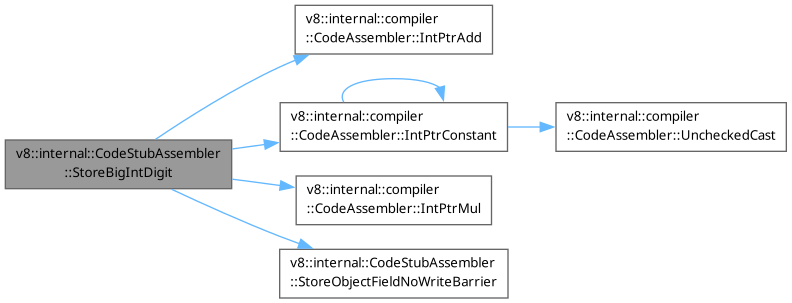 v8::internal::CodeStubAssembler
::StoreBigIntDigit
v8::internal::compiler
::CodeAssembler::IntPtrAdd
v8::internal::compiler
::CodeAssembler::IntPtrConstant
v8::internal::compiler
::CodeAssembler::UncheckedCast
v8::internal::compiler
::CodeAssembler::IntPtrMul
v8::internal::CodeStubAssembler
::StoreObjectFieldNoWriteBarrier